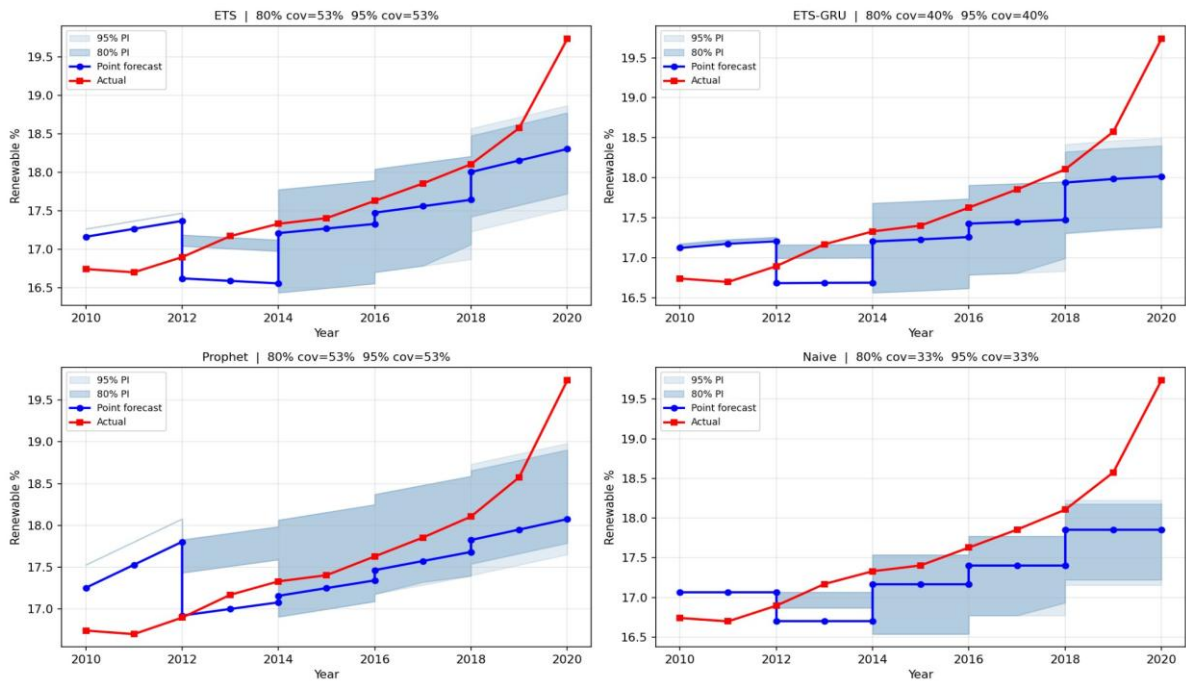 ETS | 80% cov=53% 95% cov=53%
95% PI
80% PI
Point forecast
Actual
Renewable %
19.5
19.0
18.5
18.0
17.5
17.0
16.5
2010 2012 2014 2016 2018 2020
Year
ETS-GRU | 80% cov=40% 95% cov=40%
95% PI
80% PI
Point forecast
Actual
Renewable %
19.5
19.0
18.5
18.0
17.5
17.0
16.5
2010 2012 2014 2016 2018 2020
Year
Prophet | 80% cov=53% 95% cov=53%
95% PI
80% PI
Point forecast
Actual
Renewable %
19.5
19.0
18.5
18.0
17.5
17.0
2010 2012 2014 2016 2018 2020
Year
Naive | 80% cov=33% 95% cov=33%
95% PI
80% PI
Point forecast
Actual
Renewable %
19.5
19.0
18.5
18.0
17.5
17.0
16.5
2010 2012 2014 2016 2018 2020
Year